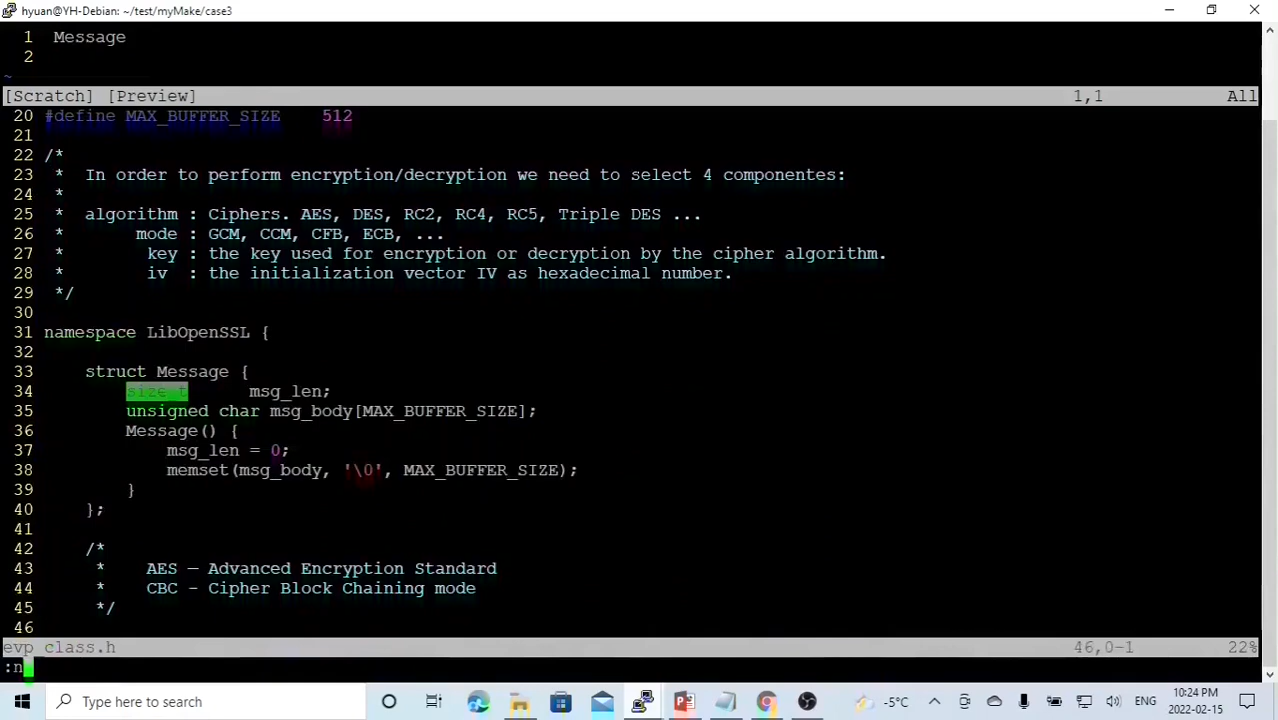 hyuan@YH-Debian: ~/test/myMake/case3
1 Message
2
~
[Scratch] [Preview] 1,1 All
20 #define MAX_BUFFER_SIZE 512
21
22 /*
23 * In order to perform encryption/decryption we need to select 4 componentes:
24 *
25 * algorithm : Ciphers. AES, DES, RC2, RC4, RC5, Triple DES ...
26 * mode : GCM, CCM, CFB, ECB, ...
27 * key : the key used for encryption or decryption by the cipher algorithm.
28 * iv : the initialization vector IV as hexadecimal number.
29 */
30
31 namespace LibOpenSSL {
32
33 struct Message {
34 size_t msg_len;
35 unsigned char msg_body[MAX_BUFFER_SIZE];
36 Message() {
37 msg_len = 0;
38 memset(msg_body, '\0', MAX_BUFFER_SIZE);
39 }
40 };
41
42 /*
43 * AES – Advanced Encryption Standard
44 * CBC - Cipher Block Chaining mode
45 */
46
evp class.h 46,0-1 22%
:n
Type here to search
-5°C
ENG
10:24 PM
2022-02-15